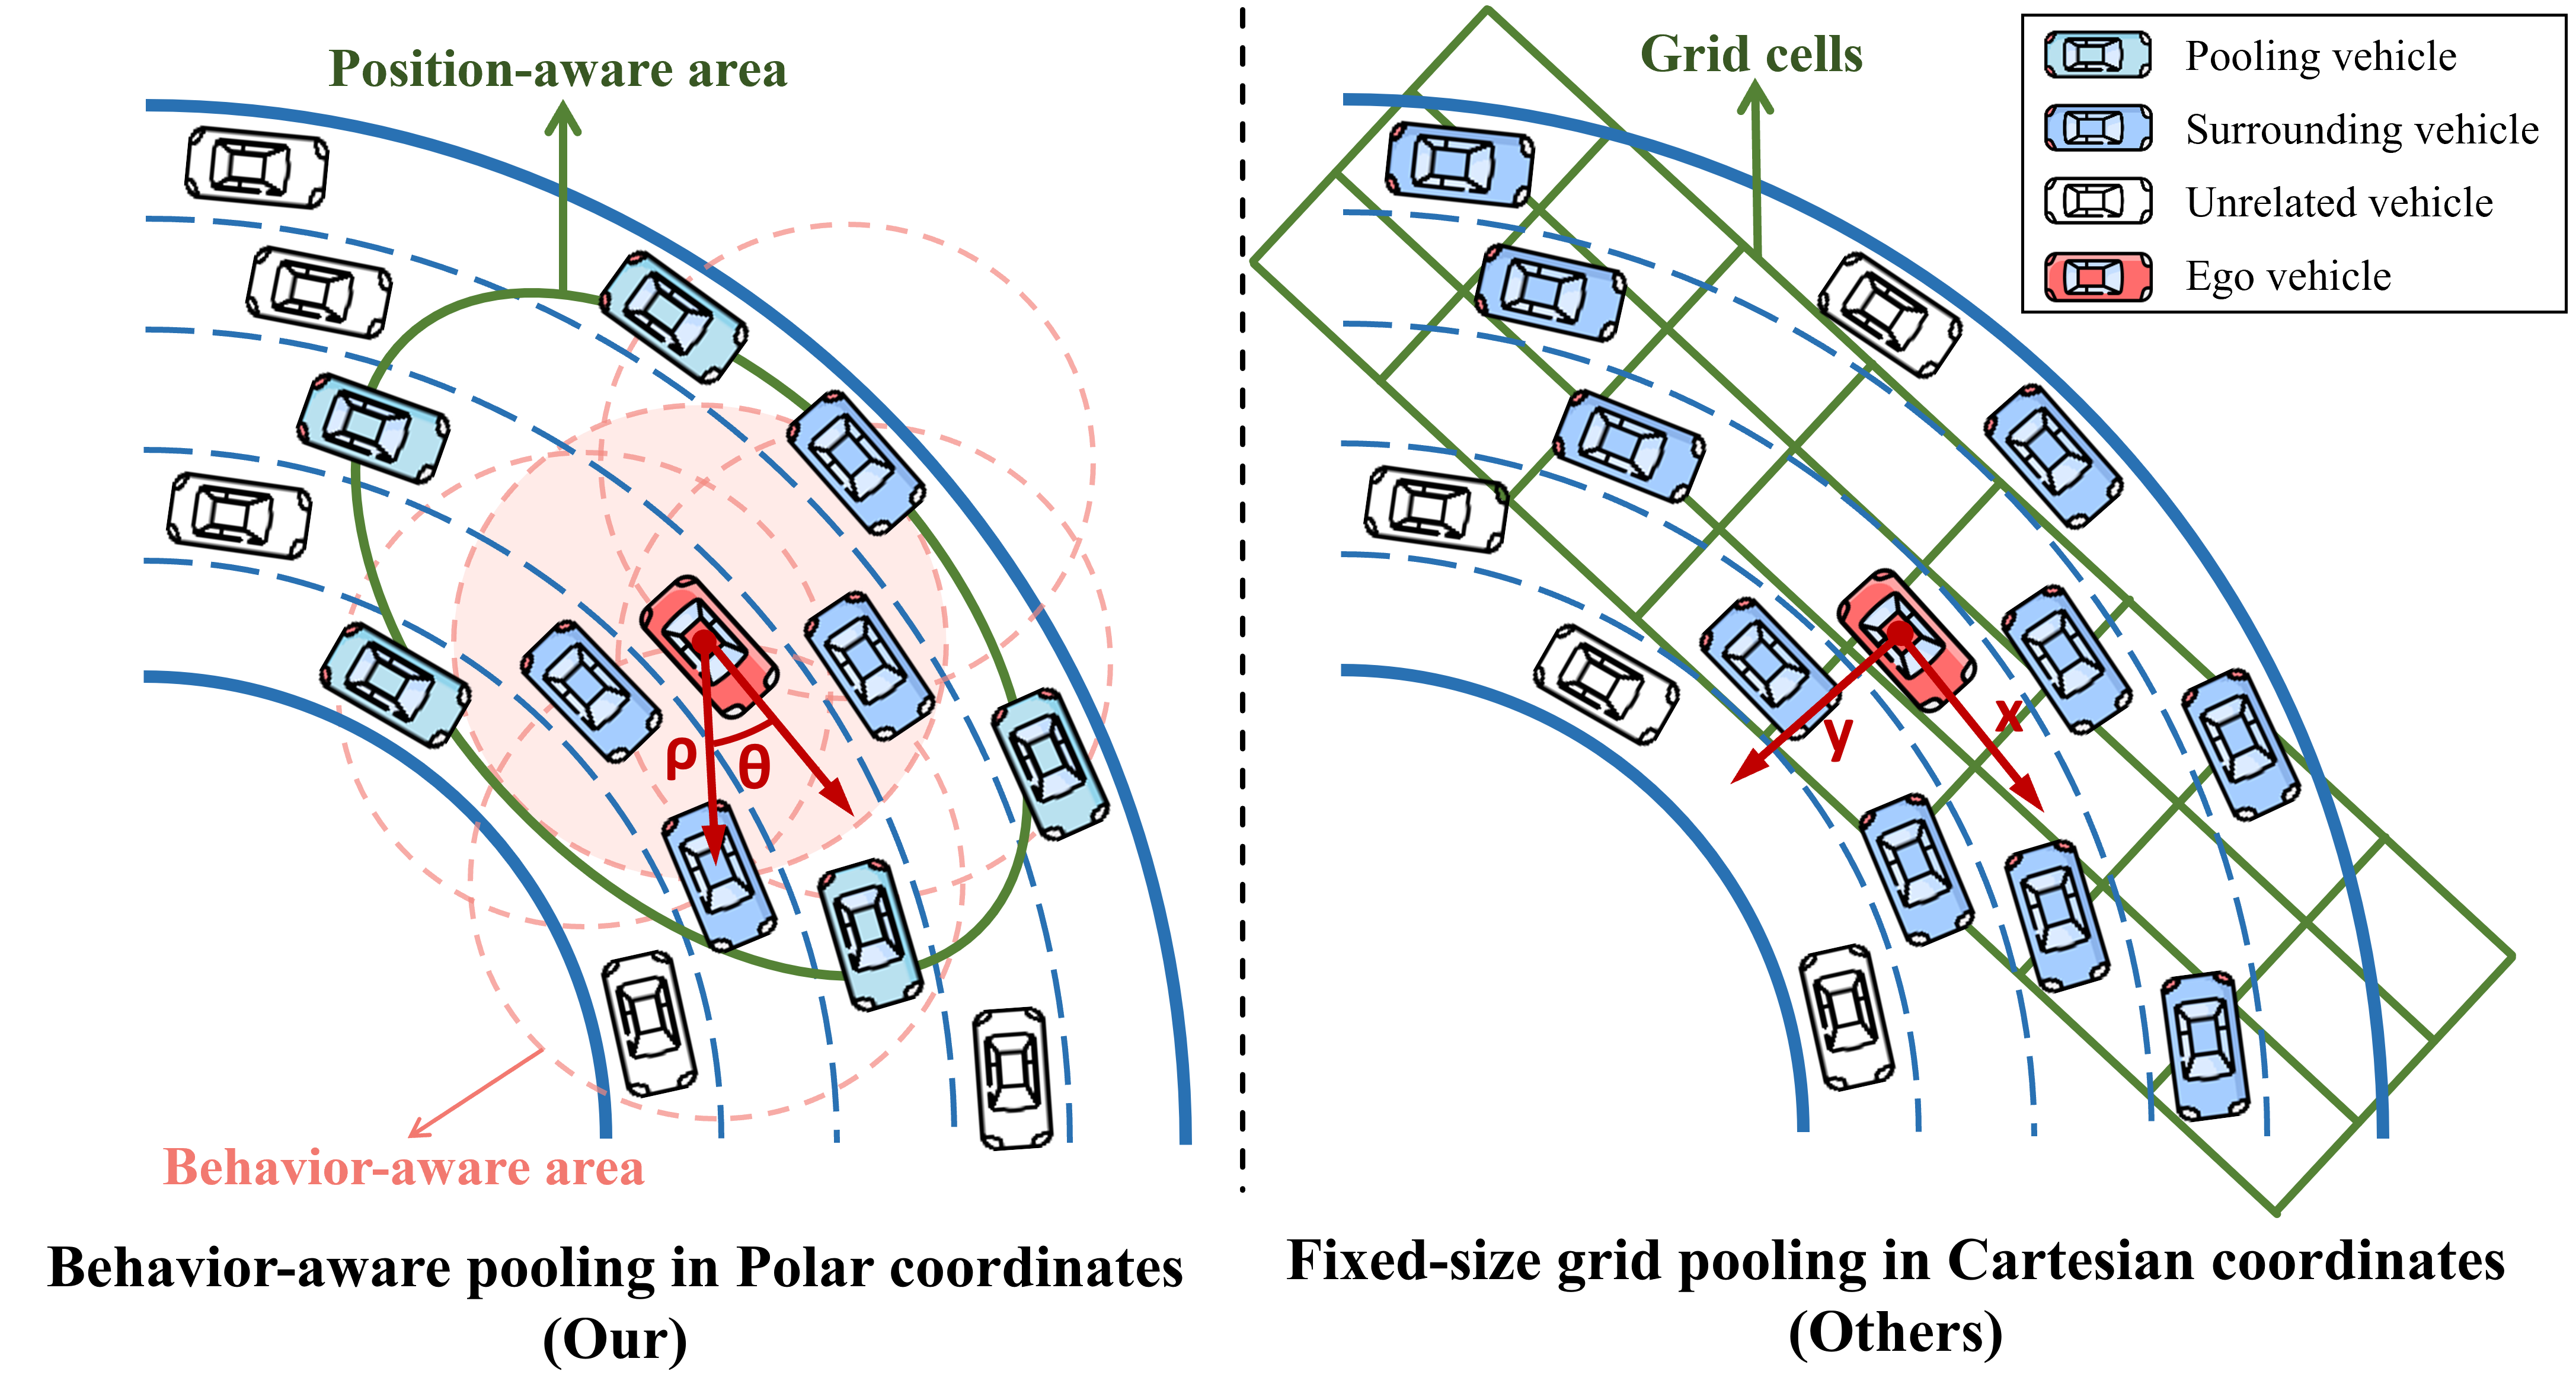 Position-aware area
ρ
θ
Behavior-aware area
Behavior-aware pooling in Polar coordinates
(Our)
Grid cells
Pooling vehicle
Surrounding vehicle
Unrelated vehicle
Ego vehicle
y
x
Fixed-size grid pooling in Cartesian coordinates
(Others)